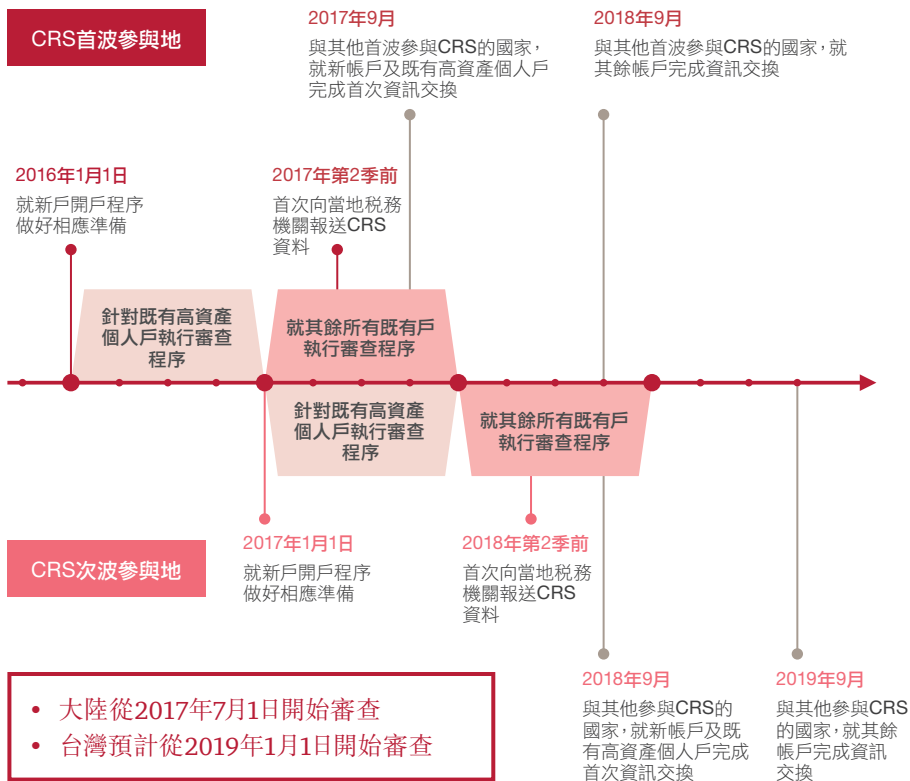 CRS首波參與地
2017年9月
與其他首波參與CRS的國家，
就新帳戶及既有高資產個人戶
完成首次資訊交換
2018年9月
與其他首波參與CRS的國家，就
其餘帳戶完成資訊交換
2016年1月1日
就新戶開戶程序
做好相應準備
2017年第2季前
首次向當地稅務
機關報送CRS
資料
針對既有高資產
個人戶執行審查
程序
就其餘所有既有戶
執行審查程序
針對既有高資產
個人戶執行審查
程序
就其餘所有既有戶
執行審查程序
CRS次波參與地
2017年1月1日
就新戶開戶程序
做好相應準備
2018年第2季前
首次向當地稅務
機關報送CRS
資料
2018年9月
與其他參與CRS的
國家，就新帳戶及既
有高資產個人戶完成
首次資訊交換
2019年9月
與其他參與CRS
的國家，就其餘
帳戶完成資訊
交換
• 大陸從2017年7月1日開始審查
• 台灣預計從2019年1月1日開始審查